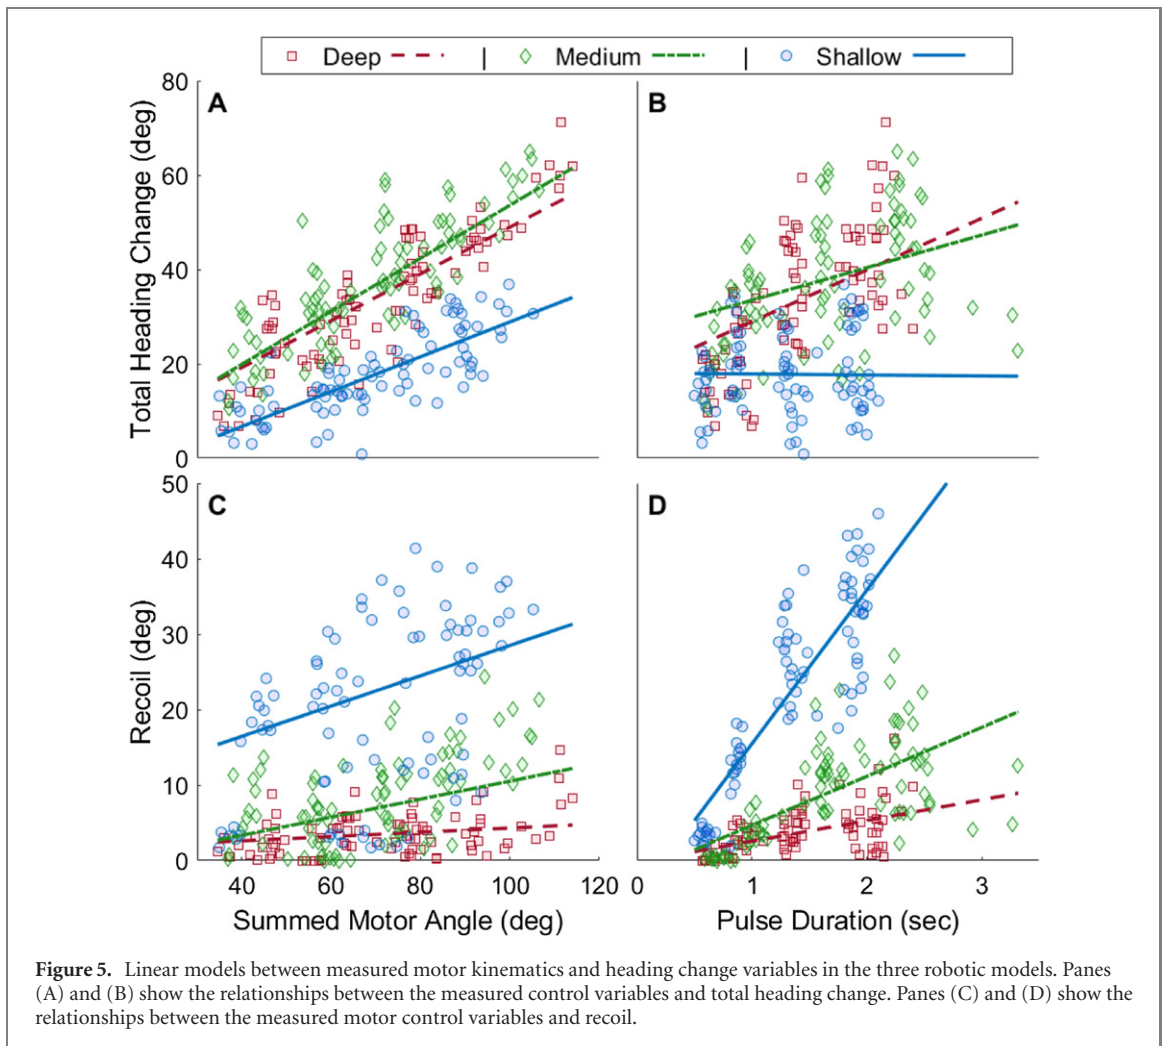 Deep | Medium | Shallow
A
B
Total Heading Change (deg)
80
60
40
20
0
C
D
Recoil (deg)
50
40
30
20
10
0
40 60 80 100 120
0 1 2 3
Summed Motor Angle (deg)
Pulse Duration (sec)
Figure 5. Linear models between measured motor kinematics and heading change variables in the three robotic models. Panes
(A) and (B) show the relationships between the measured control variables and total heading change. Panes (C) and (D) show the
relationships between the measured motor control variables and recoil.